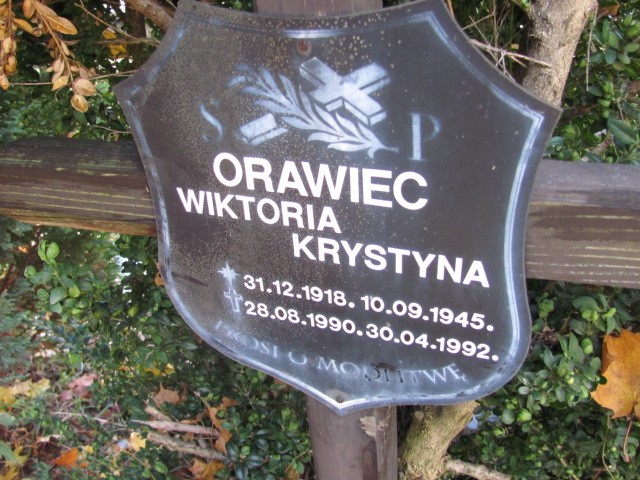 S P
ORAWIEC
WIKTORIA
KRYSTYNA
31.12.1918. 10.09.1945.
28.08.1990. 30.04.1992.
PROSI O MODLITWĘ